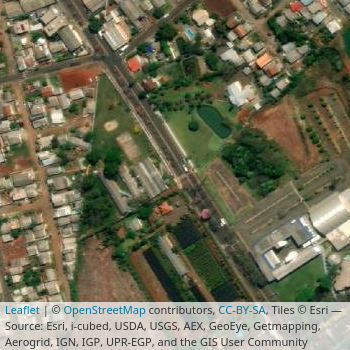 Leaflet | © OpenStreetMap contributors, CC-BY-SA, Tiles © Esri —
Source: Esri, i-cubed, USDA, USGS, AEX, GeoEye, Getmapping,
Aerogrid, IGN, IGP, UPR-EGP, and the GIS User Community